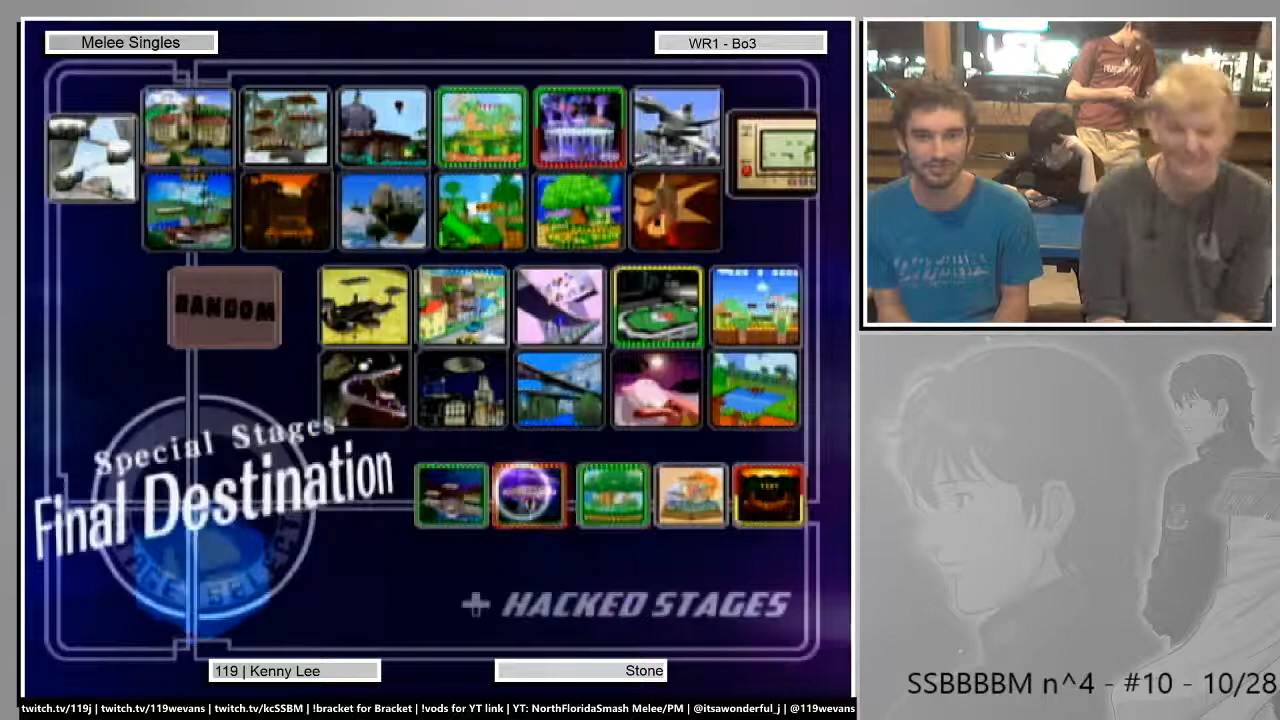 Melee Singles
WR1 - Bo3
RANDOM
Special Stages
Final Destination
+ HACKED STAGES
119 | Kenny Lee
Stone
SSBBBBM n^4 - #10 - 10/28
twitch.tv/119j | twitch.tv/119wevans | twitch.tv/kcSSBM | !bracket for Bracket | !vods for YT link | YT: NorthFloridaSmash Melee/PM | @itsawonderful_j | @119wevans